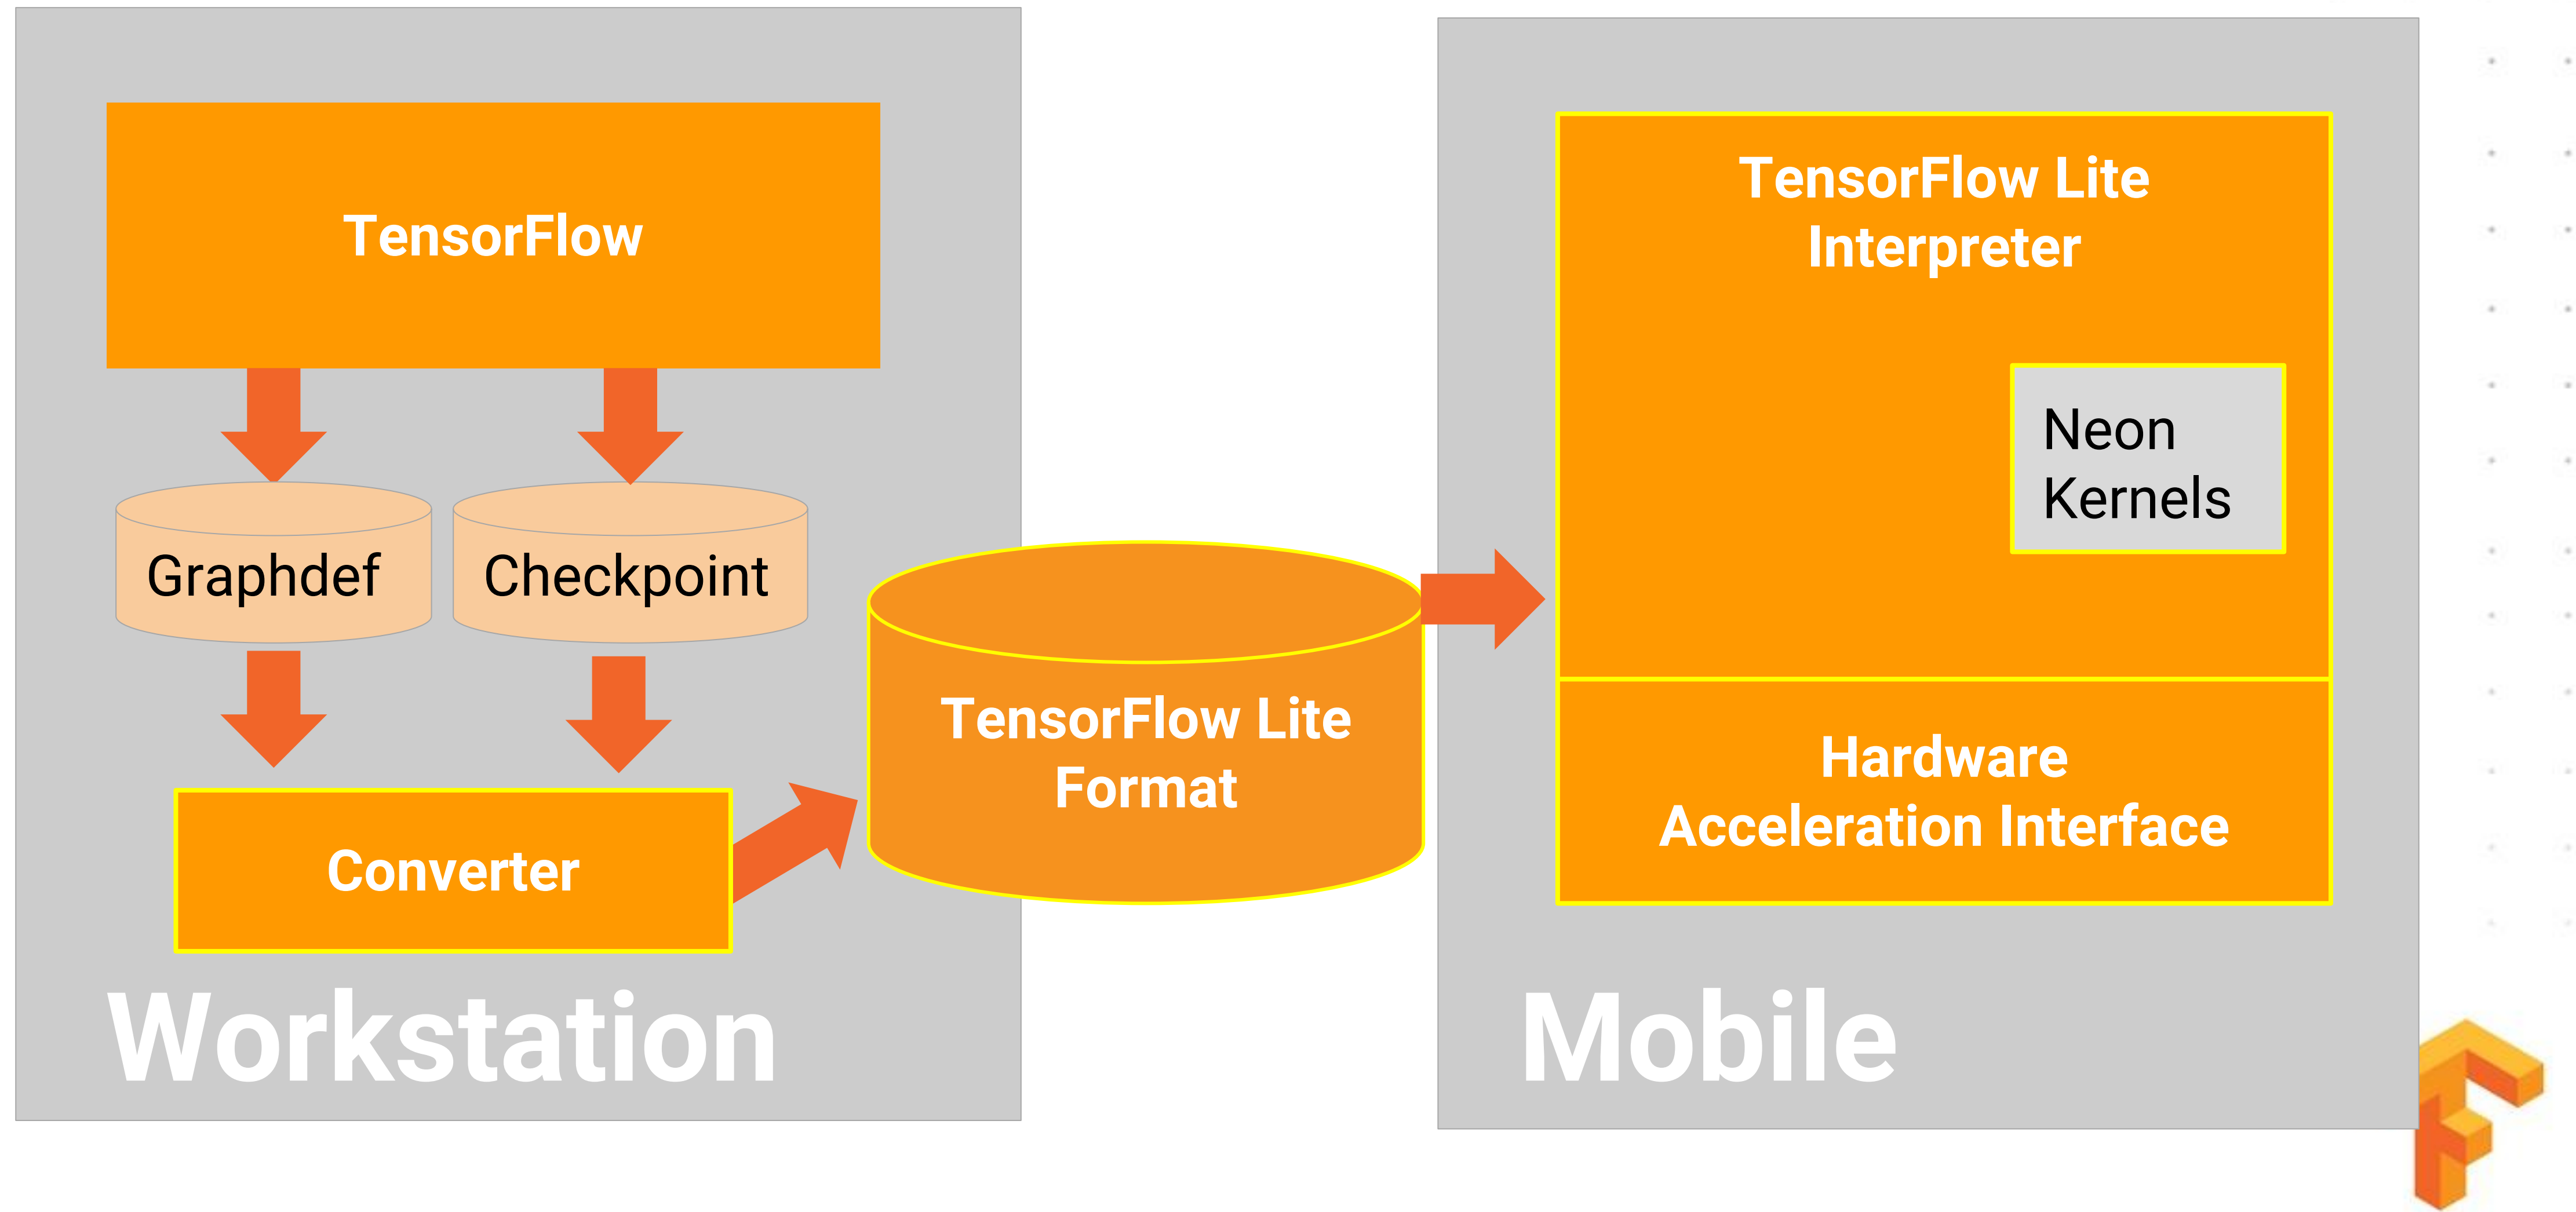 TensorFlow
Graphdef
Checkpoint
Converter
Workstation
TensorFlow Lite
Format
TensorFlow Lite
Interpreter
Neon
Kernels
Hardware
Acceleration Interface
Mobile